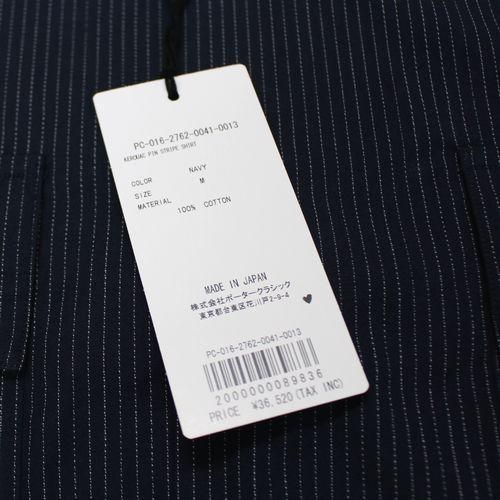 PC-016-2762-0041-0013
KEROUAC PIN STRIPE SHIRT
COLOR NAVY
SIZE M
MATERIAL
100% COTTON
MADE IN JAPAN
株式会社ポータークラシック
東京都台東区花川戸2-9-4
PC-016-2762-0041-0013
2000000089836
PRICE ¥36,520(TAX INC)